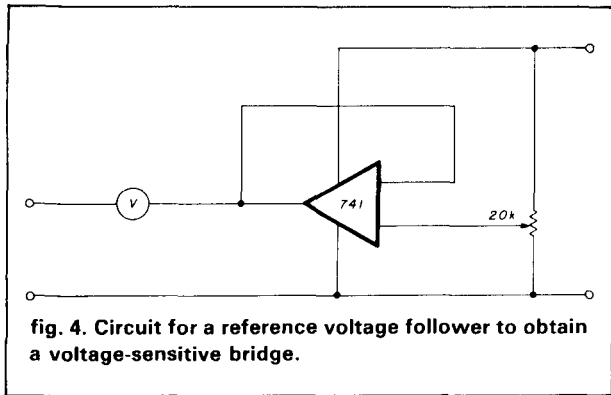 741
V
20k
fig. 4. Circuit for a reference voltage follower to obtain
a voltage-sensitive bridge.